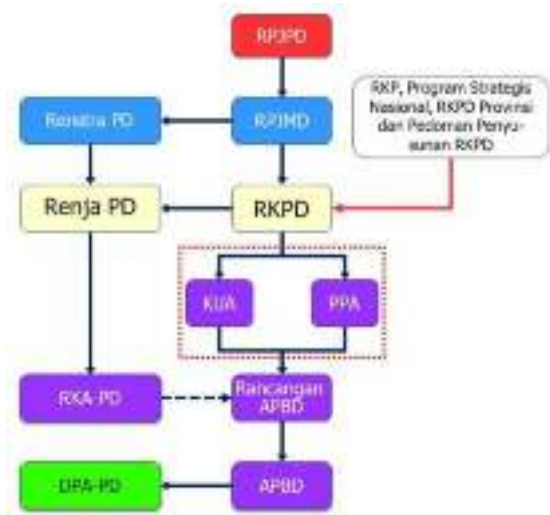 RPJPD
RKP, Program Strategis
Nasional, RKPD Provinsi
dan Pedoman Penyu-
sunan RKPD
Renstra PD
RPJMD
Renja PD
RKPD
KUA
PPA
RKA-PD
Rancangan
APBD
DPA-PD
APBD